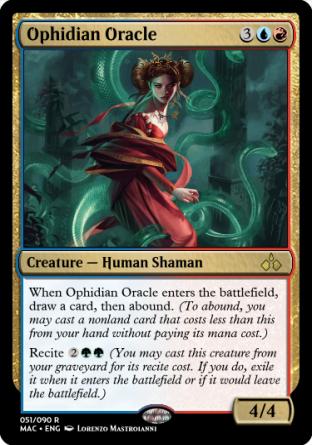 Ophidian Oracle 3
Creature — Human Shaman
When Ophidian Oracle enters the battlefield,
draw a card, then abound. (To abound, you
may cast a nonland card that costs less than this
from your hand without paying its mana cost.)
Recite 2 (You may cast this creature from
your graveyard for its recite cost. If you do, exile
it when it enters the battlefield or if it would
leave the battlefield.)
051/090 R
MAC • ENG Lorenzo Mastroianni
4/4